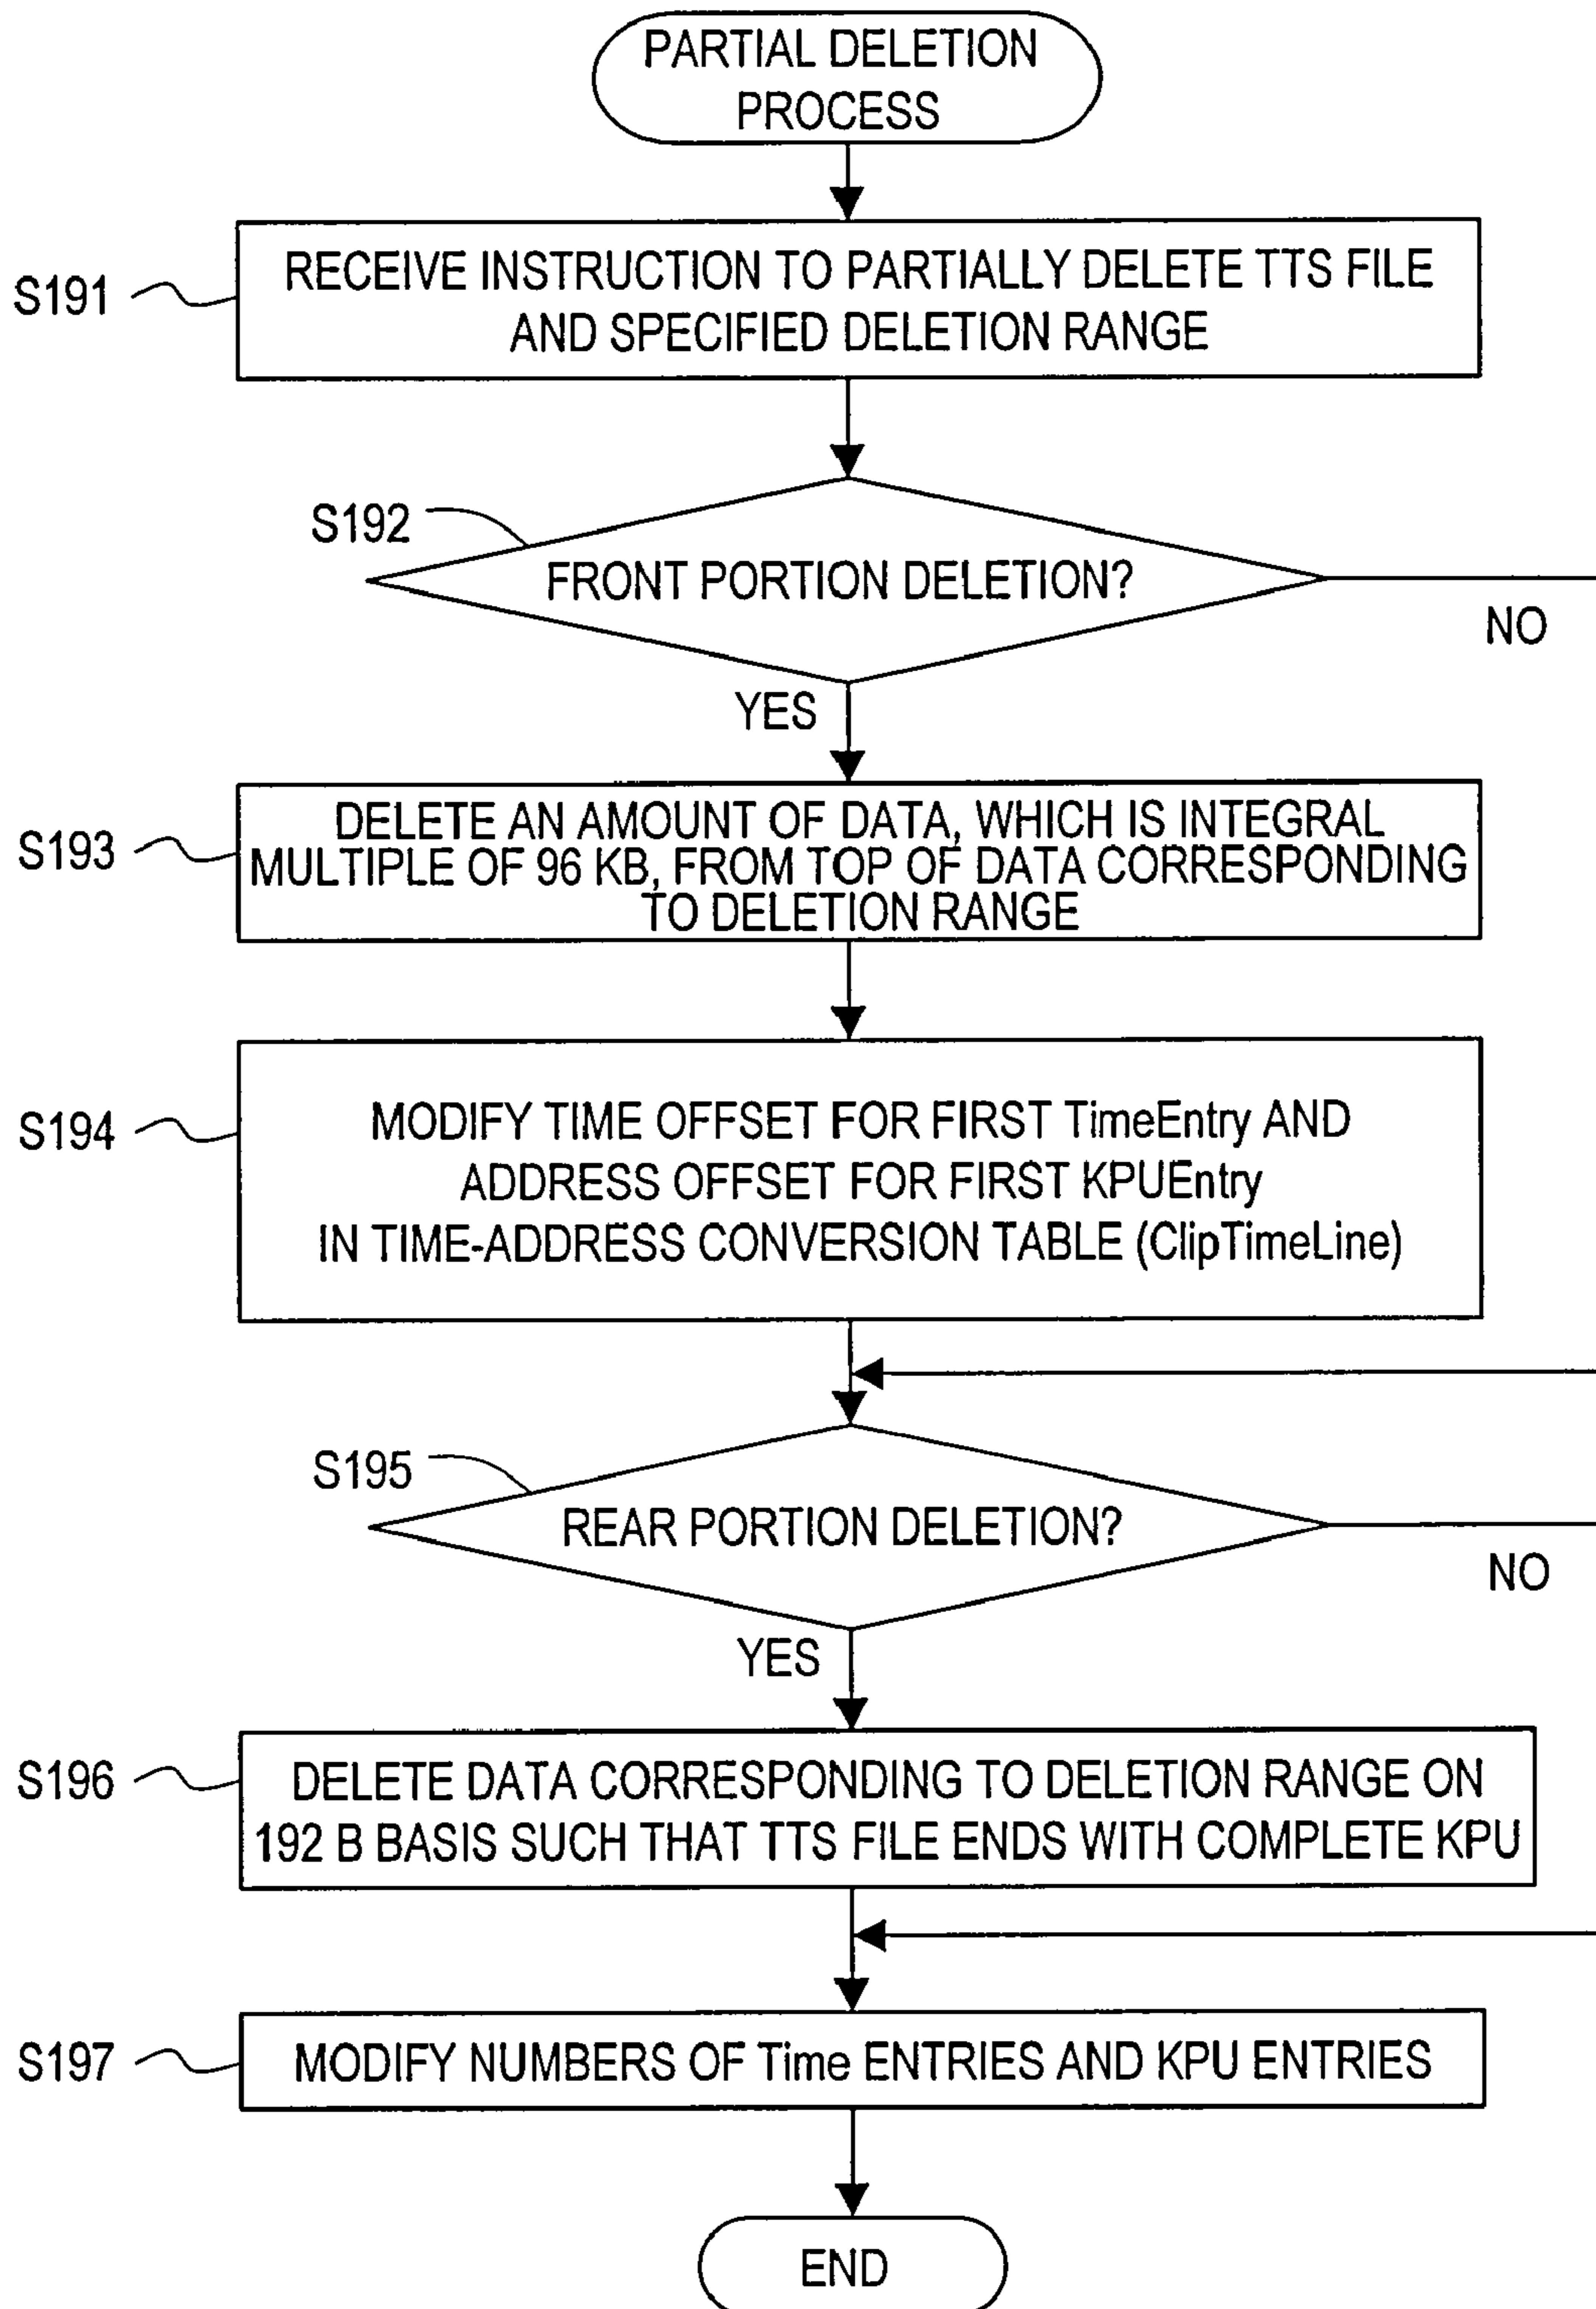 PARTIAL DELETION
PROCESS
S191
RECEIVE INSTRUCTION TO PARTIALLY DELETE TTS FILE
AND SPECIFIED DELETION RANGE
S192
FRONT PORTION DELETION?
NO
YES
S193
DELETE AN AMOUNT OF DATA, WHICH IS INTEGRAL
MULTIPLE OF 96 KB, FROM TOP OF DATA CORRESPONDING
TO DELETION RANGE
S194
MODIFY TIME OFFSET FOR FIRST TimeEntry AND
ADDRESS OFFSET FOR FIRST KPUEntry
IN TIME-ADDRESS CONVERSION TABLE (ClipTimeLine)
S195
REAR PORTION DELETION?
NO
YES
S196
DELETE DATA CORRESPONDING TO DELETION RANGE ON
192 B BASIS SUCH THAT TTS FILE ENDS WITH COMPLETE KPU
S197
MODIFY NUMBERS OF Time ENTRIES AND KPU ENTRIES
END